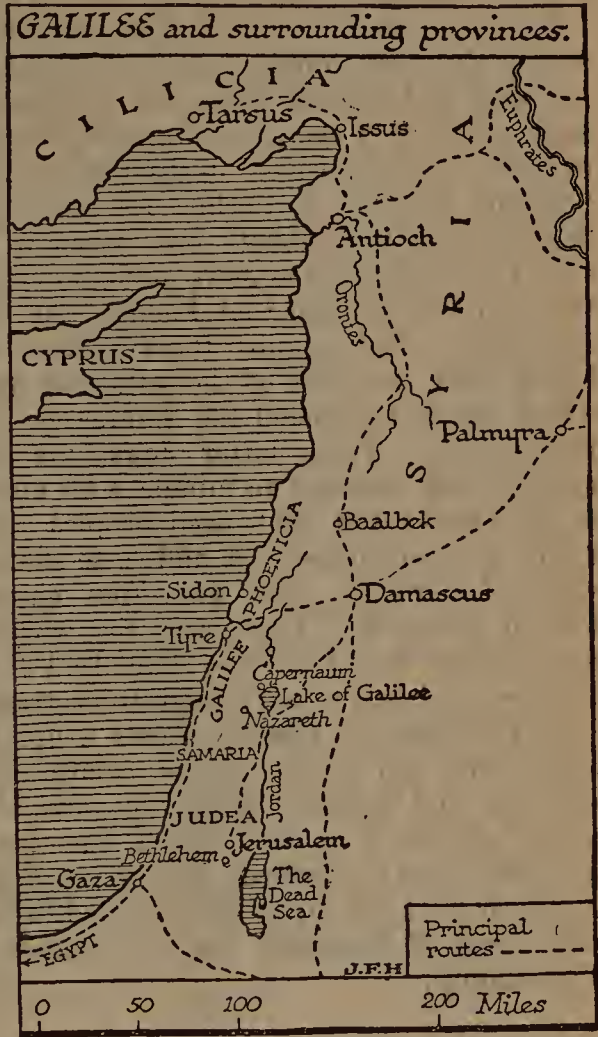 GALILEE and surrounding provinces.
CILICIA
Tarsus
Issus
Euphrates
Antioch
SYRIA
Orontes
CYPRUS
Palmyra
Baalbek
PHOENICIA
Sidon
Damascus
Tyre
GALILEE
Capernaum
Lake of Galilee
Nazareth
SAMARIA
Jordan
JUDEA
Jerusalem
Bethlehem
Gaza
The
Dead
Sea
EGYPT
Principal
routes
J.F.H
0 50 100 200 Miles